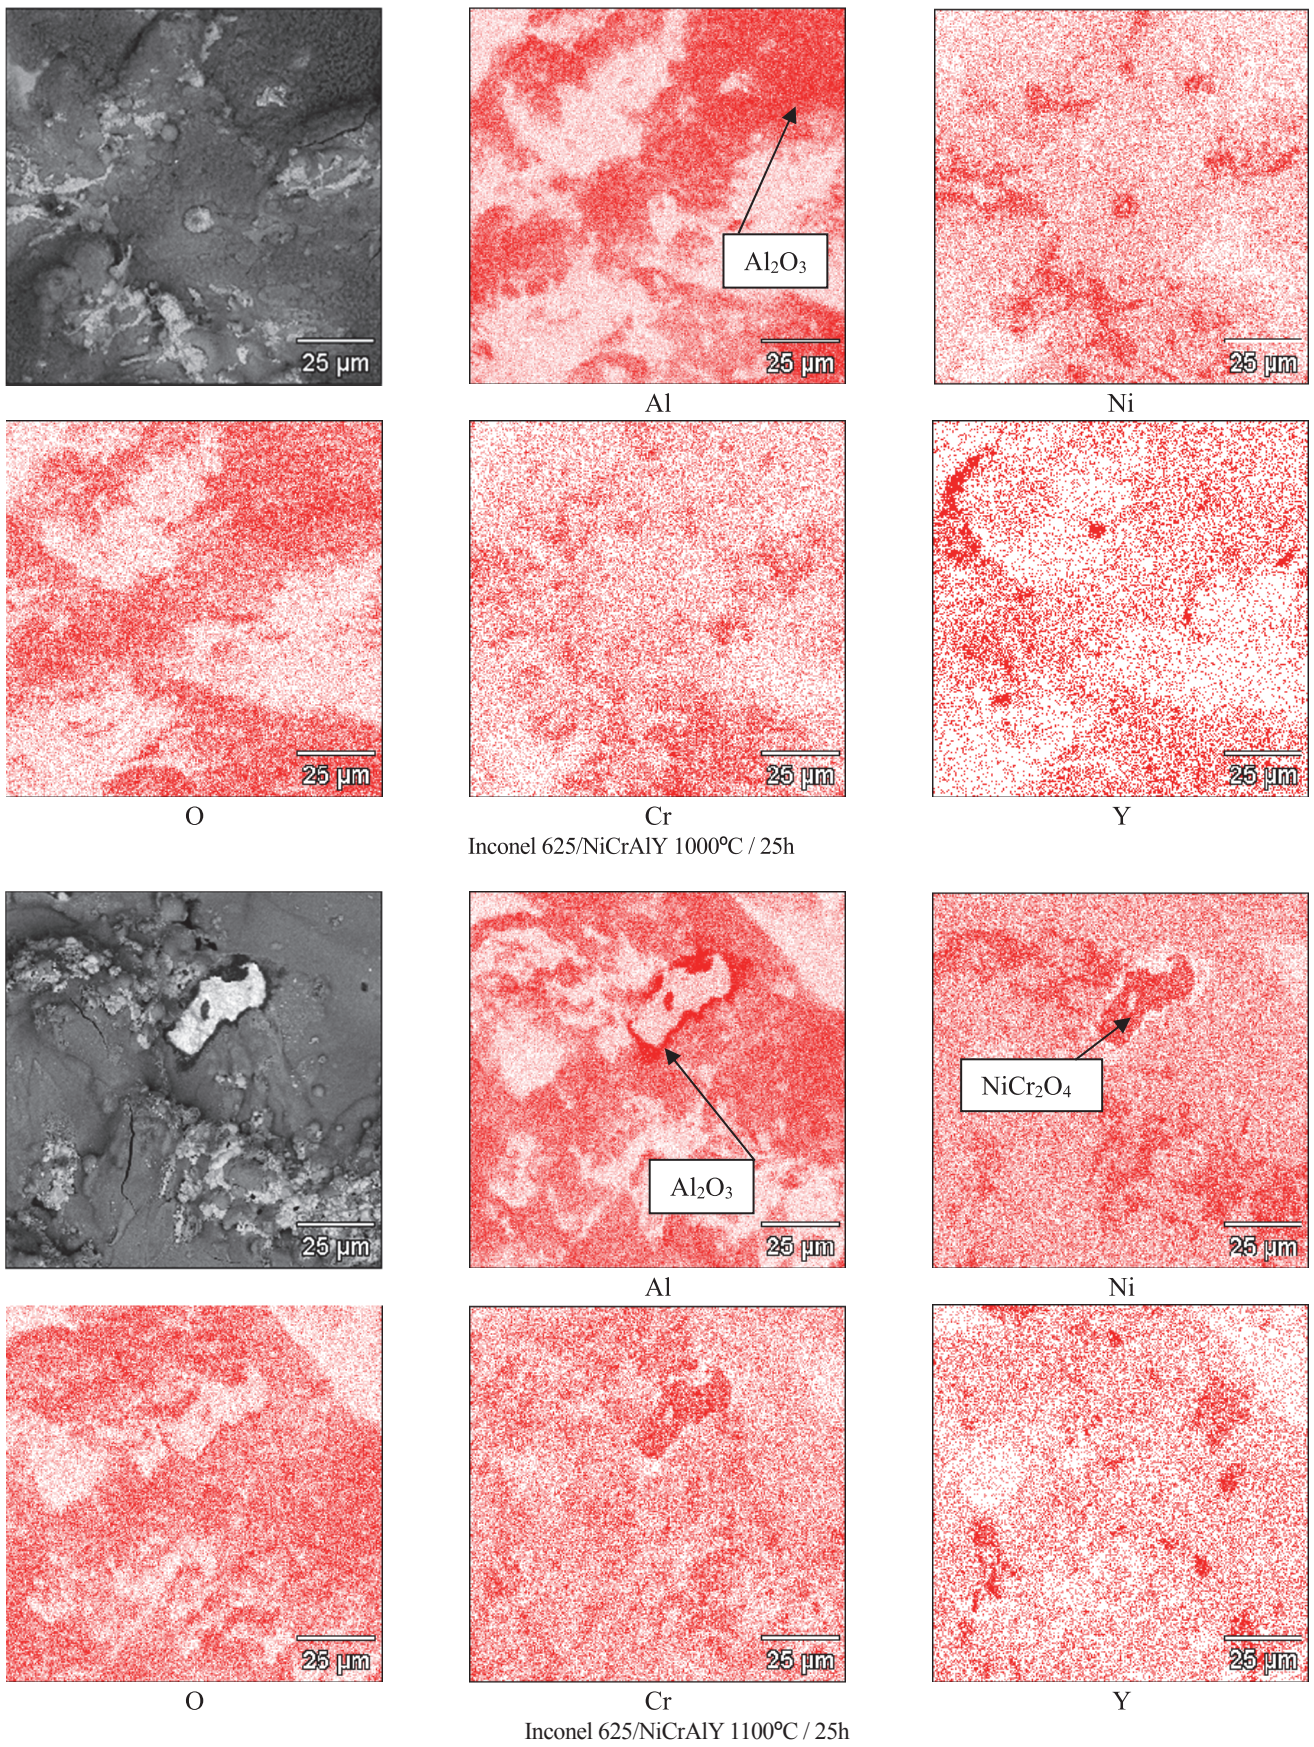 Al₂O₃
25 µm
25 µm
25 µm
Al
Ni
25 µm
25 µm
25 µm
O
Cr
Y
Inconel 625/NiCrAlY 1000ºC / 25h
NiCr₂O₄
Al₂O₃
25 µm
25 µm
25 µm
Al
Ni
25 µm
25 µm
25 µm
O
Cr
Y
Inconel 625/NiCrAlY 1100ºC / 25h